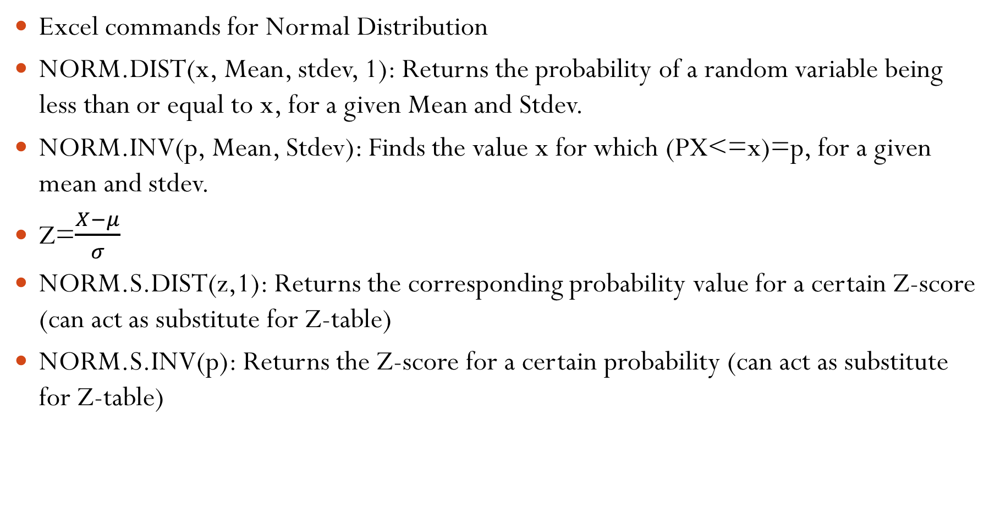 • Excel commands for Normal Distribution
• NORM.DIST(x, Mean, stdev, 1): Returns the probability of a random variable being
less than or equal to x, for a given Mean and Stdev.
• NORM.INV(p, Mean, Stdev): Finds the value x for which (PX<=x)=p, for a given
mean and stdev.
• Z=\frac{X-μ}{σ}
• NORM.S.DIST(z,1): Returns the corresponding probability value for a certain Z-score
(can act as substitute for Z-table)
• NORM.S.INV(p): Returns the Z-score for a certain probability (can act as substitute
for Z-table)